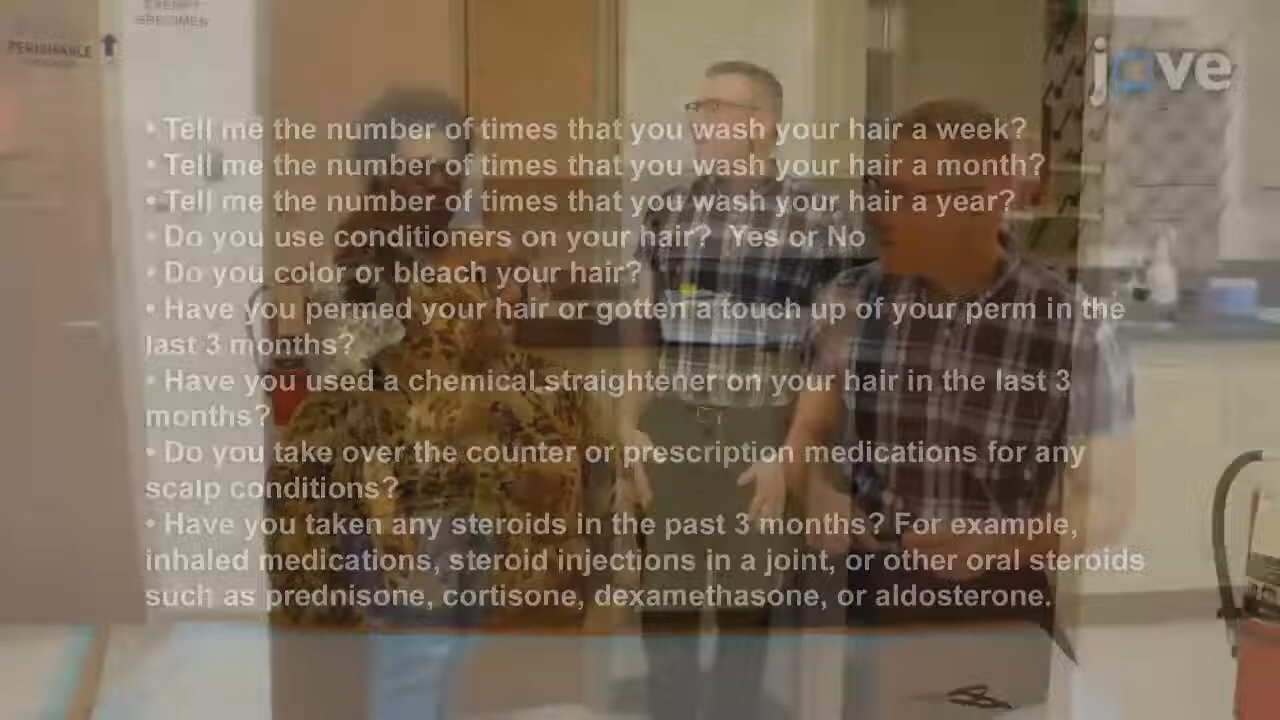 EXEMPT
SPECIMEN
PERISHABLE
jove
• Tell me the number of times that you wash your hair a week?
• Tell me the number of times that you wash your hair a month?
• Tell me the number of times that you wash your hair a year?
• Do you use conditioners on your hair?  Yes or No
• Do you color or bleach your hair?
• Have you permed your hair or gotten a touch up of your perm in the
last 3 months?
• Have you used a chemical straightener on your hair in the last 3
months?
• Do you take over the counter or prescription medications for any
scalp conditions?
• Have you taken any steroids in the past 3 months? For example,
inhaled medications, steroid injections in a joint, or other oral steroids
such as prednisone, cortisone, dexamethasone, or aldosterone.